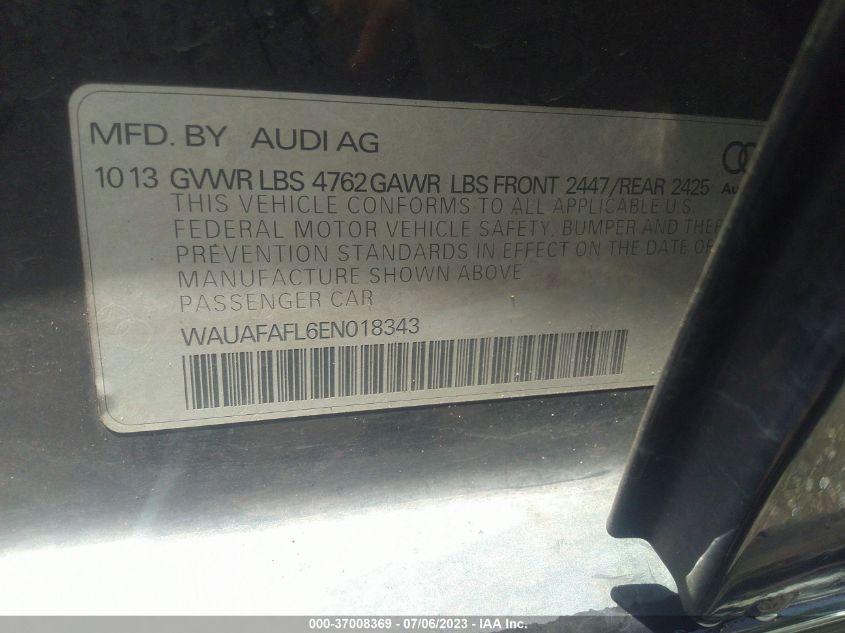 MFD. BY AUDI AG
10 13 GVWR LBS 4762 GAWR LBS FRONT 2447/REAR 2425
THIS VEHICLE CONFORMS TO ALL APPLICABLE U.S.
FEDERAL MOTOR VEHICLE SAFETY, BUMPER AND THEF
PREVENTION STANDARDS IN EFFECT ON THE DATE OF
MANUFACTURE SHOWN ABOVE
PASSENGER CAR
WAUAFAFL6EN018343
Au
000-37008369 | 07/06/2023 - IAA Inc.